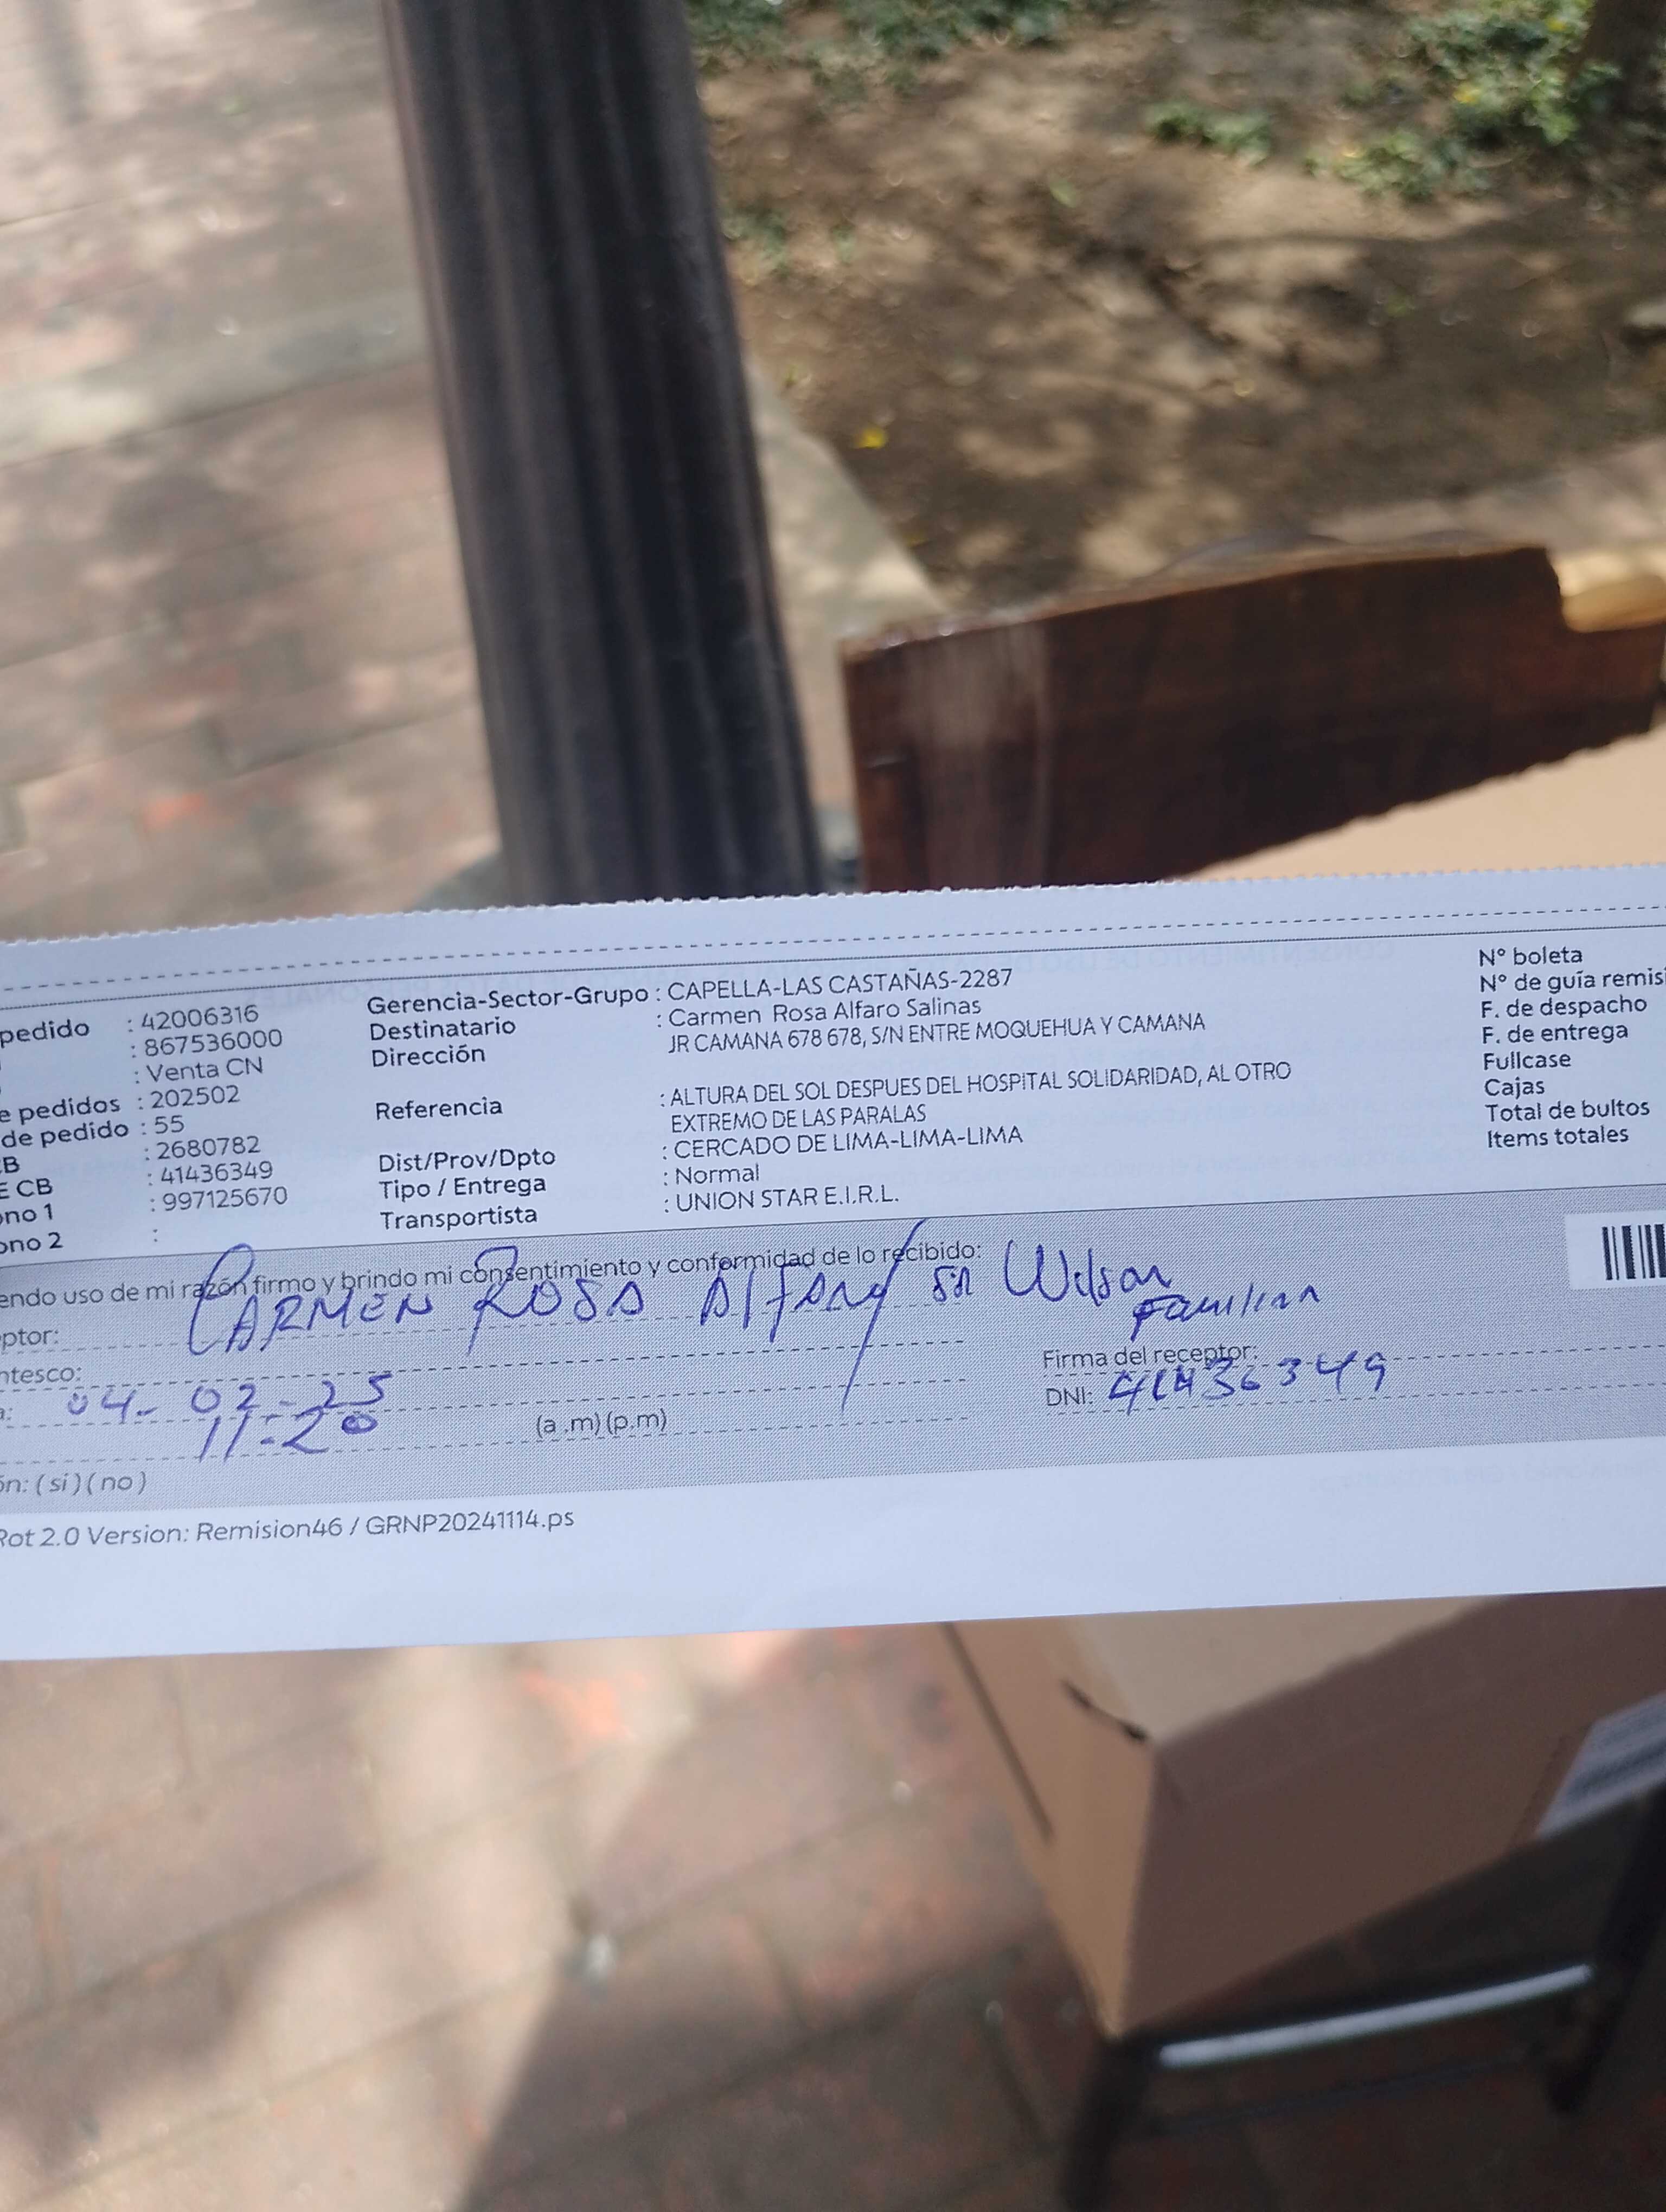 pedido : 42006316
: 867536000
: Venta CN
e pedidos : 202502
de pedido : 55
CB : 2680782
E CB : 41436349
ono 1 : 997125670
ono 2 :
Gerencia-Sector-Grupo : CAPELLA-LAS CASTAÑAS-2287
Destinatario : Carmen Rosa Alfaro Salinas
Dirección JR CAMANA 678 678, S/N ENTRE MOQUEHUA Y CAMANA
Referencia : ALTURA DEL SOL DESPUES DEL HOSPITAL SOLIDARIDAD, AL OTRO
EXTREMO DE LAS PARALAS
Dist/Prov/Dpto : CERCADO DE LIMA-LIMA-LIMA
Tipo / Entrega : Normal
Transportista : UNION STAR E.I.R.L.
N° boleta
N° de guía remisi
F. de despacho
F. de entrega
Fullcase
Cajas
Total de bultos
Items totales
endo uso de mi razón firmo y brindo mi consentimiento y conformidad de lo recibido:
ptor: CARMEN ROSA Alfaro Wilson
Familiar
ntesco:
a: 04-02-25
11:20 (a .m) (p.m)
Firma del receptor:
DNI: 41436349
ón: ( si ) ( no )
Rot 2.0 Version: Remision46 / GRNP20241114.ps